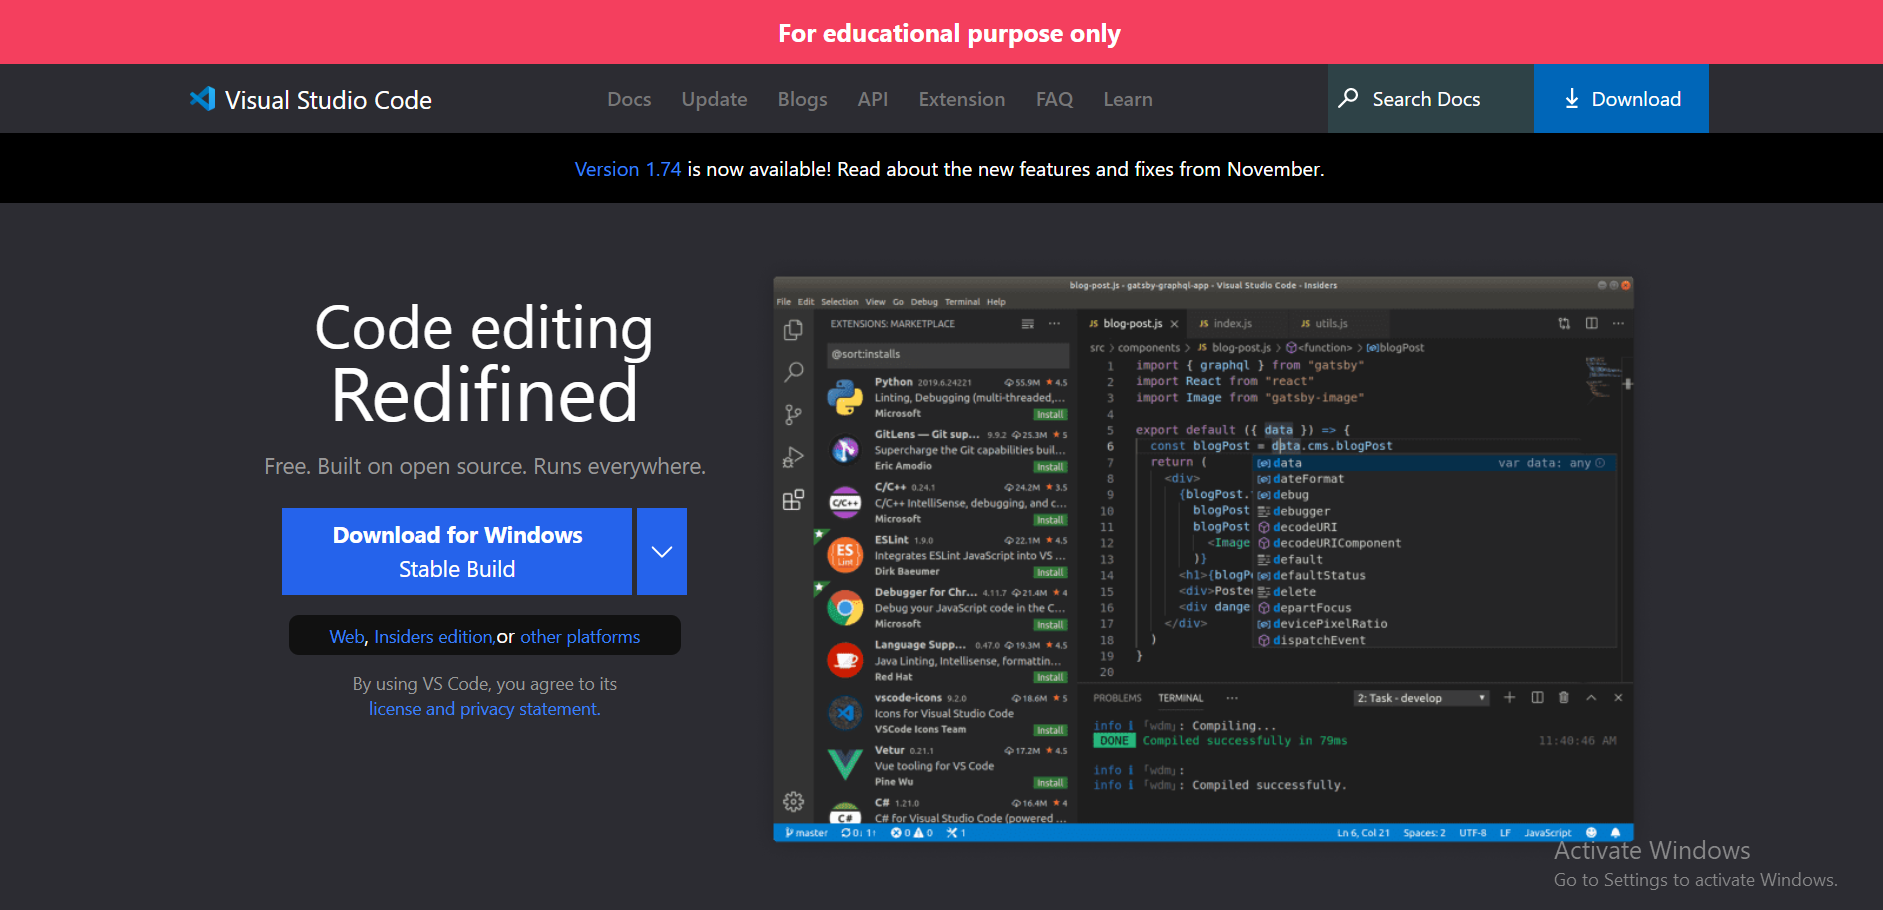 For educational purpose only
Visual Studio Code
Docs Update Blogs API Extension FAQ Learn
Search Docs
Download
Version 1.74 is now available! Read about the new features and fixes from November.
Code editing
Redifined
Free. Built on open source. Runs everywhere.
Download for Windows
Stable Build
Web, Insiders edition,or other platforms
By using VS Code, you agree to its
license and privacy statement.
blog-post.js - gatsby-graphql-app - Visual Studio Code - Insiders
File Edit Selection View Go Debug Terminal Help
EXTENSIONS: MARKETPLACE
@sort:installs
Python 2019.6.24221 55.9M ★ 4.5
Linting, Debugging (multi-threaded,...
Microsoft Install
GitLens — Git sup... 9.9.2 25.3M ★ 5
Supercharge the Git capabilities buil...
Eric Amodio Install
C/C++ 0.24.1 24.2M ★ 3.5
C/C++ IntelliSense, debugging, and c...
Microsoft Install
ESLint 1.9.0 22.1M ★ 4.5
Integrates ESLint JavaScript into VS ...
Dirk Baeumer Install
Debugger for Chr... 4.11.7 21.4M ★ 4
Debug your JavaScript code in the C...
Microsoft Install
Language Supp... 0.47.0 19.3M ★ 4.5
Java Linting, Intellisense, formattin...
Red Hat Install
vscode-icons 9.2.0 18.6M ★ 5
Icons for Visual Studio Code
VSCode Icons Team Install
Vetur 0.21.1 17.2M ★ 4.5
Vue tooling for VS Code
Pine Wu Install
C# 1.21.0 16.4M ★ 4
C# for Visual Studio Code (powered ...
C/C++
ES
Lint
C#
JS blog-post.js × JS index.js JS utils.js
src > components > JS blog-post.js > <function> > blogPost
1 import { graphql } from "gatsby"
2 import React from "react"
3 import Image from "gatsby-image"
4
5 export default ({ data }) => {
6 const blogPost = data.cms.blogPost
7 return (
8 <div>
9 {blogPost.
10 blogPost
11 blogPost
12 <Image
13 )}
14 <h1>{blogP
15 <div>Poste
16 <div dange
17 </div>
18 )
19 }
20
data var data: any
dateFormat
debug
debugger
decodeURI
decodeURIComponent
default
defaultStatus
delete
departFocus
devicePixelRatio
dispatchEvent
PROBLEMS TERMINAL ... 2: Task - develop
info i ｢wdm｣: Compiling...
DONE Compiled successfully in 79ms 11:40:46 AM
info i ｢wdm｣:
info i ｢wdm｣: Compiled successfully.
master 0↓ 1↑ 0 0 1 Ln 6, Col 21 Spaces: 2 UTF-8 LF JavaScript
Activate Windows
Go to Settings to activate Windows.